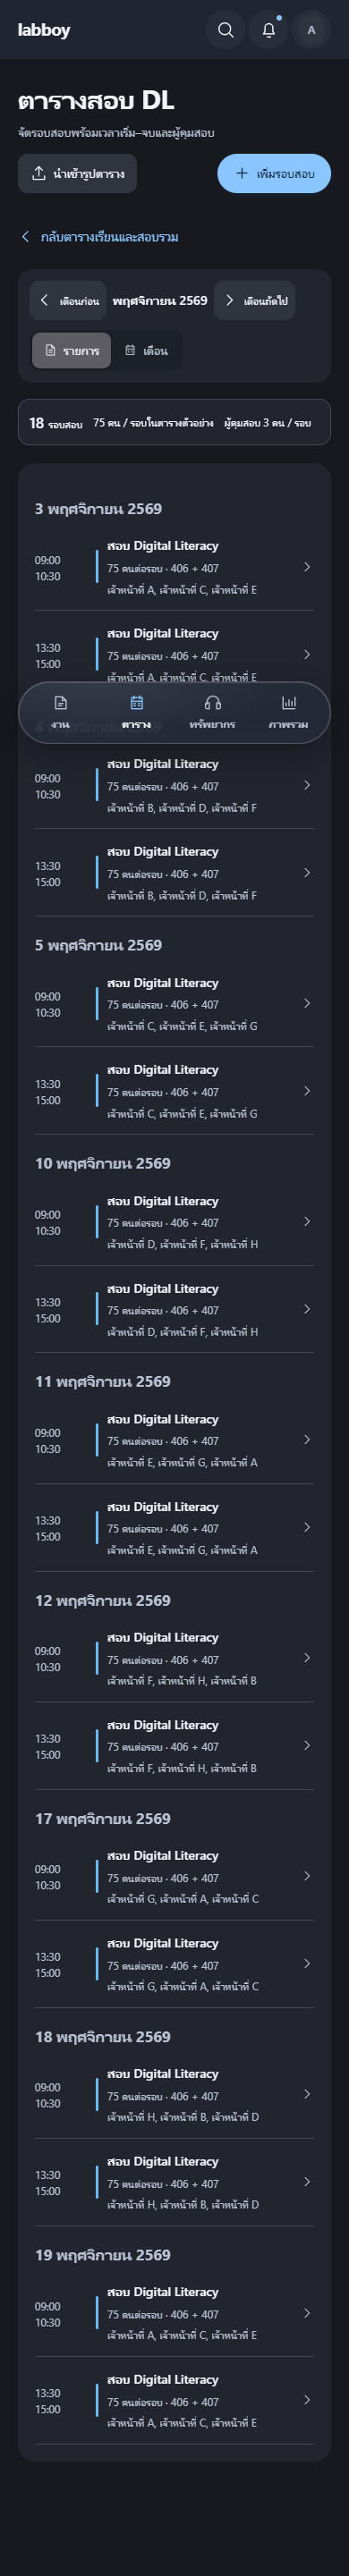 labboy
A
ตารางสอบ DL
จัดรอบสอบพร้อมเวลาเริ่ม–จบและผู้คุมสอบ
นำเข้ารูปตาราง
เพิ่มรอบสอบ
กลับตารางเรียนและสอบรวม
เดือนก่อน
พฤศจิกายน 2569
เดือนถัดไป
รายการ
เดือน
18 รอบสอบ 75 คน / รอบในตารางตัวอย่าง ผู้คุมสอบ 3 คน / รอบ
3 พฤศจิกายน 2569
09:00
10:30
สอบ Digital Literacy
75 คนต่อรอบ · 406 + 407
เจ้าหน้าที่ A, เจ้าหน้าที่ C, เจ้าหน้าที่ E
13:30
15:00
สอบ Digital Literacy
75 คนต่อรอบ · 406 + 407
เจ้าหน้าที่ A, เจ้าหน้าที่ C, เจ้าหน้าที่ E
4 พฤศจิกายน 2569
งาน
ตาราง
ทรัพยากร
ภาพรวม
09:00
10:30
สอบ Digital Literacy
75 คนต่อรอบ · 406 + 407
เจ้าหน้าที่ B, เจ้าหน้าที่ D, เจ้าหน้าที่ F
13:30
15:00
สอบ Digital Literacy
75 คนต่อรอบ · 406 + 407
เจ้าหน้าที่ B, เจ้าหน้าที่ D, เจ้าหน้าที่ F
5 พฤศจิกายน 2569
09:00
10:30
สอบ Digital Literacy
75 คนต่อรอบ · 406 + 407
เจ้าหน้าที่ C, เจ้าหน้าที่ E, เจ้าหน้าที่ G
13:30
15:00
สอบ Digital Literacy
75 คนต่อรอบ · 406 + 407
เจ้าหน้าที่ C, เจ้าหน้าที่ E, เจ้าหน้าที่ G
10 พฤศจิกายน 2569
09:00
10:30
สอบ Digital Literacy
75 คนต่อรอบ · 406 + 407
เจ้าหน้าที่ D, เจ้าหน้าที่ F, เจ้าหน้าที่ H
13:30
15:00
สอบ Digital Literacy
75 คนต่อรอบ · 406 + 407
เจ้าหน้าที่ D, เจ้าหน้าที่ F, เจ้าหน้าที่ H
11 พฤศจิกายน 2569
09:00
10:30
สอบ Digital Literacy
75 คนต่อรอบ · 406 + 407
เจ้าหน้าที่ E, เจ้าหน้าที่ G, เจ้าหน้าที่ A
13:30
15:00
สอบ Digital Literacy
75 คนต่อรอบ · 406 + 407
เจ้าหน้าที่ E, เจ้าหน้าที่ G, เจ้าหน้าที่ A
12 พฤศจิกายน 2569
09:00
10:30
สอบ Digital Literacy
75 คนต่อรอบ · 406 + 407
เจ้าหน้าที่ F, เจ้าหน้าที่ H, เจ้าหน้าที่ B
13:30
15:00
สอบ Digital Literacy
75 คนต่อรอบ · 406 + 407
เจ้าหน้าที่ F, เจ้าหน้าที่ H, เจ้าหน้าที่ B
17 พฤศจิกายน 2569
09:00
10:30
สอบ Digital Literacy
75 คนต่อรอบ · 406 + 407
เจ้าหน้าที่ G, เจ้าหน้าที่ A, เจ้าหน้าที่ C
13:30
15:00
สอบ Digital Literacy
75 คนต่อรอบ · 406 + 407
เจ้าหน้าที่ G, เจ้าหน้าที่ A, เจ้าหน้าที่ C
18 พฤศจิกายน 2569
09:00
10:30
สอบ Digital Literacy
75 คนต่อรอบ · 406 + 407
เจ้าหน้าที่ H, เจ้าหน้าที่ B, เจ้าหน้าที่ D
13:30
15:00
สอบ Digital Literacy
75 คนต่อรอบ · 406 + 407
เจ้าหน้าที่ H, เจ้าหน้าที่ B, เจ้าหน้าที่ D
19 พฤศจิกายน 2569
09:00
10:30
สอบ Digital Literacy
75 คนต่อรอบ · 406 + 407
เจ้าหน้าที่ A, เจ้าหน้าที่ C, เจ้าหน้าที่ E
13:30
15:00
สอบ Digital Literacy
75 คนต่อรอบ · 406 + 407
เจ้าหน้าที่ A, เจ้าหน้าที่ C, เจ้าหน้าที่ E